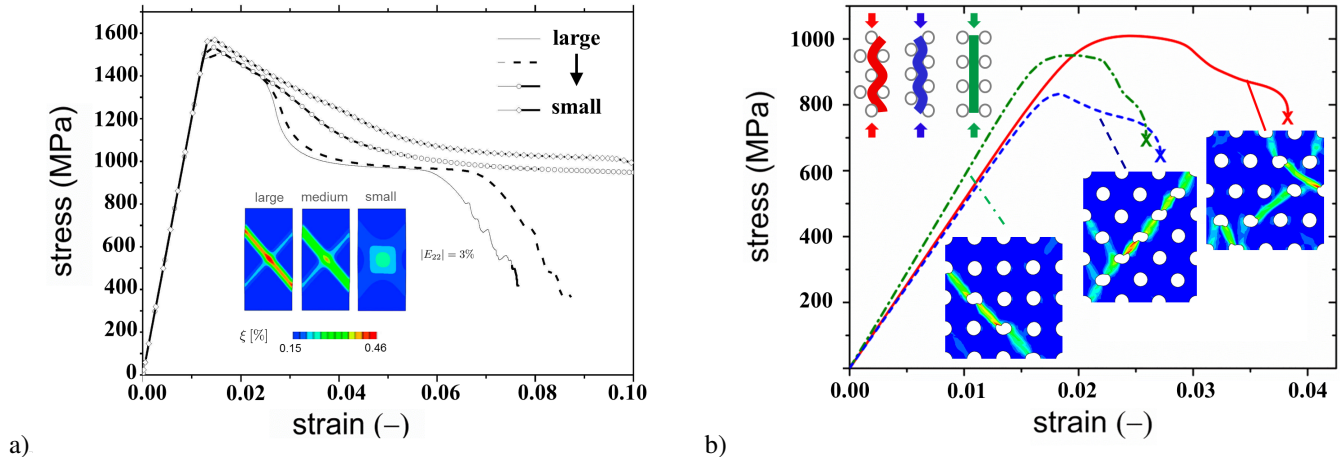 stress (MPa)
1600
1400
1200
1000
800
600
400
200
0
0.00
0.02
0.04
0.06
0.08
0.10
strain (–)
large
small
large
medium
small
|E₂₂| = 3%
ξ [%]
0.15
0.46
a)
stress (MPa)
1000
800
600
400
200
0
0.00
0.01
0.02
0.03
0.04
strain (–)
x
x
x
b)